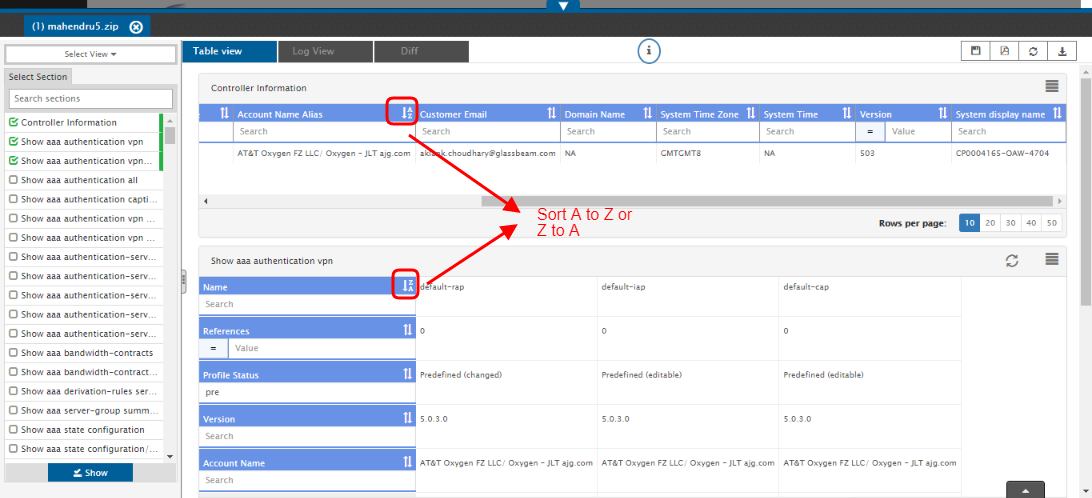 (1) mahendru5.zip
Select View
Table view
Log View
Diff
i
Select Section
Search sections
Controller Information
Show aaa authentication vpn
Show aaa authentication vpn...
Show aaa authentication all
Show aaa authentication capti...
Show aaa authentication vpn ...
Show aaa authentication vpn ...
Show aaa authentication-serv...
Show aaa authentication-serv...
Show aaa authentication-serv...
Show aaa authentication-serv...
Show aaa authentication-serv...
Show aaa bandwidth-contracts
Show aaa bandwidth-contract...
Show aaa derivation-rules ser...
Show aaa server-group summ...
Show aaa state configuration
Show aaa state configuration/...
Show
Controller Information
Account Name Alias
Customer Email
Domain Name
System Time Zone
System Time
Version
System display name
Search
Search
Search
Search
Search
=
Value
Search
AT&T Oxygen FZ LLC/ Oxygen - JLT ajg.com
NA
GMTGMT8
NA
503
CP0004165-OAW-4704
Sort A to Z or
Z to A
Rows per page:
10
20
30
40
50
Show aaa authentication vpn
Name
default-rap
default-iap
default-cap
Search
References
0
0
0
=
Value
Profile Status
Predefined (changed)
Predefined (editable)
Predefined (editable)
pre
Version
5.0.3.0
5.0.3.0
5.0.3.0
Search
Account Name
AT&T Oxygen FZ LLC/ Oxygen - JLT ajg.com
AT&T Oxygen FZ LLC/ Oxygen - JLT ajg.com
AT&T Oxygen FZ LLC/ Oxygen - JLT ajg.com
Search